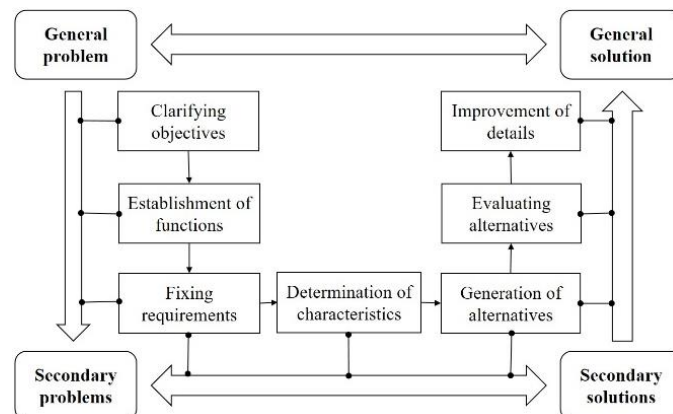 General
problem
General
solution
Clarifying
objectives
Improvement of
details
Establishment of
functions
Evaluating
alternatives
Fixing
requirements
Determination of
characteristics
Generation of
alternatives
Secondary
problems
Secondary
solutions